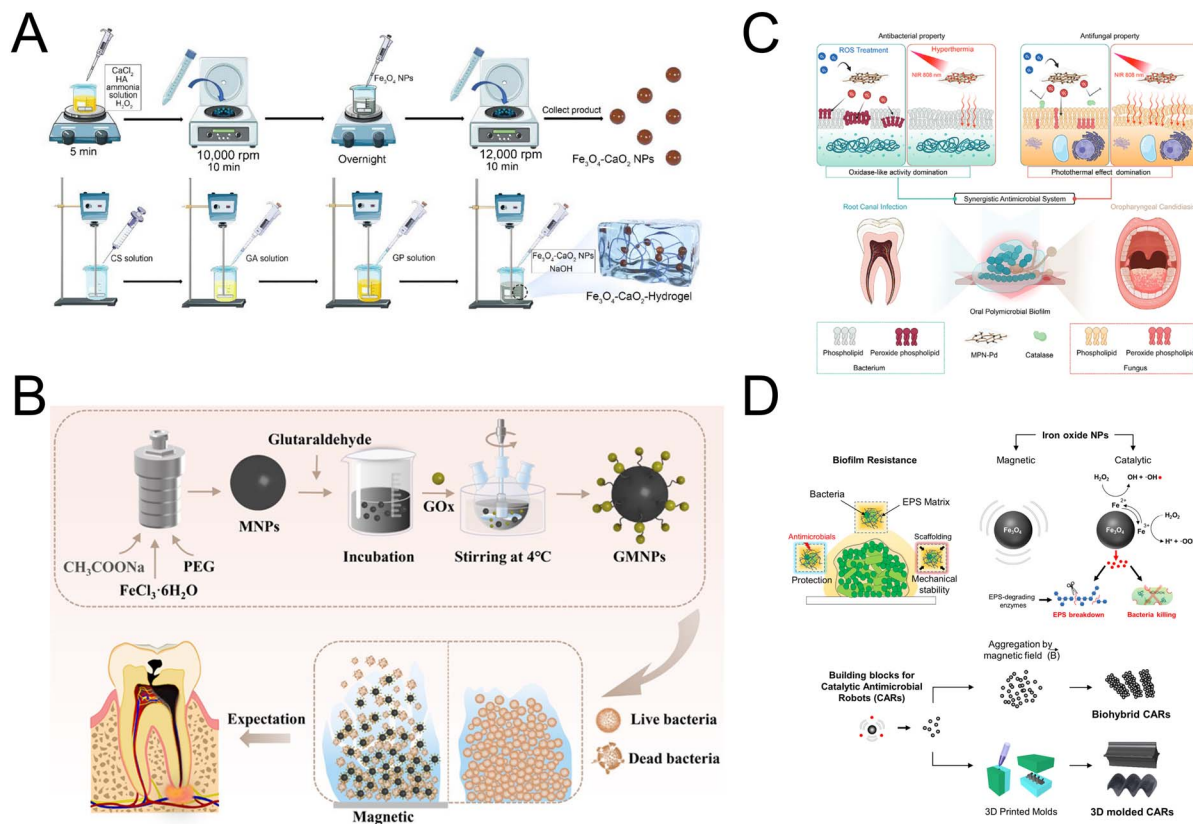 A
CaCl₂
HA
ammonia
solution
H₂O₂
5 min
10,000 rpm
10 min
Fe₃O₄ NPs
Overnight
12,000 rpm
10 min
Collect product
Fe₃O₄-CaO₂ NPs
CS solution
GA solution
GP solution
Fe₃O₄-CaO₂ NPs
NaOH
Fe₃O₄-CaO₂-Hydrogel
B
Glutaraldehyde
MNPs
GOx
Incubation
Stirring at 4℃
GMNPs
CH₃COONa
PEG
FeCl₃·6H₂O
Expectation
Magnetic
Live bacteria
Dead bacteria
C
Antibacterial property
Antifungal property
ROS Treatment
Hyperthermia
NIR 808 nm
NIR 808 nm
Oxidase-like activity domination
Photothermal effect domination
Synergistic Antimicrobial System
Root Canal Infection
Oropharyngeal Candidiasis
Oral Polymicrobial Biofilm
Phospholipid
Peroxide phospholipid
Bacterium
MPN-Pd
Catalase
Phospholipid
Peroxide phospholipid
Fungus
D
Iron oxide NPs
Biofilm Resistance
Magnetic
Catalytic
Bacteria
EPS Matrix
Antimicrobials
Protection
Scaffolding
Mechanical
stability
Fe₃O₄
H₂O₂
OH + ·OH
Fe²⁺
Fe³⁺
H₂O₂
H⁺ + ·OO
Fe₃O₄
EPS-degrading
enzymes
EPS breakdown
Bacteria killing
Aggregation by
magnetic field (B)
Building blocks for
Catalytic Antimicrobial
Robots (CARs)
Biohybrid CARs
3D Printed Molds
3D molded CARs